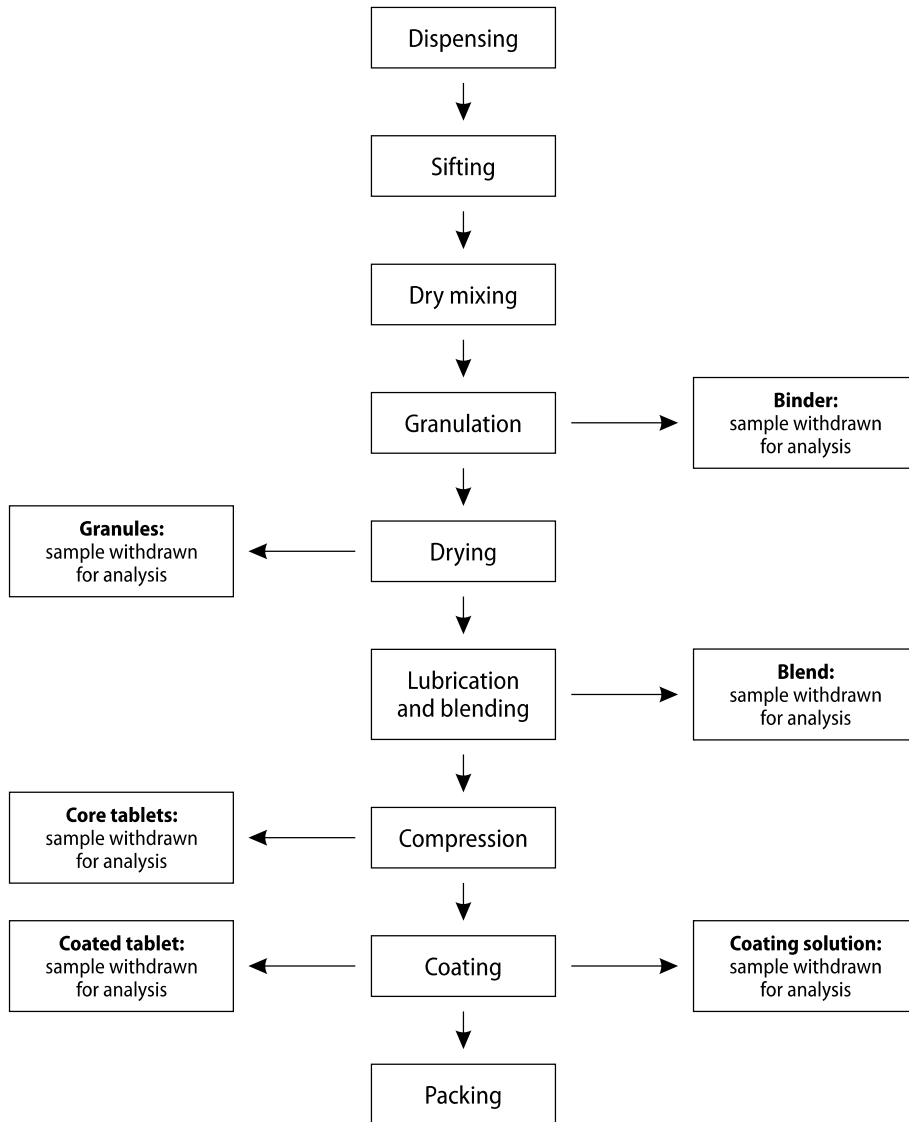 Dispensing
Sifting
Dry mixing
Granulation
Binder:
sample withdrawn
for analysis
Granules:
sample withdrawn
for analysis
Drying
Lubrication
and blending
Blend:
sample withdrawn
for analysis
Core tablets:
sample withdrawn
for analysis
Compression
Coated tablet:
sample withdrawn
for analysis
Coating
Coating solution:
sample withdrawn
for analysis
Packing